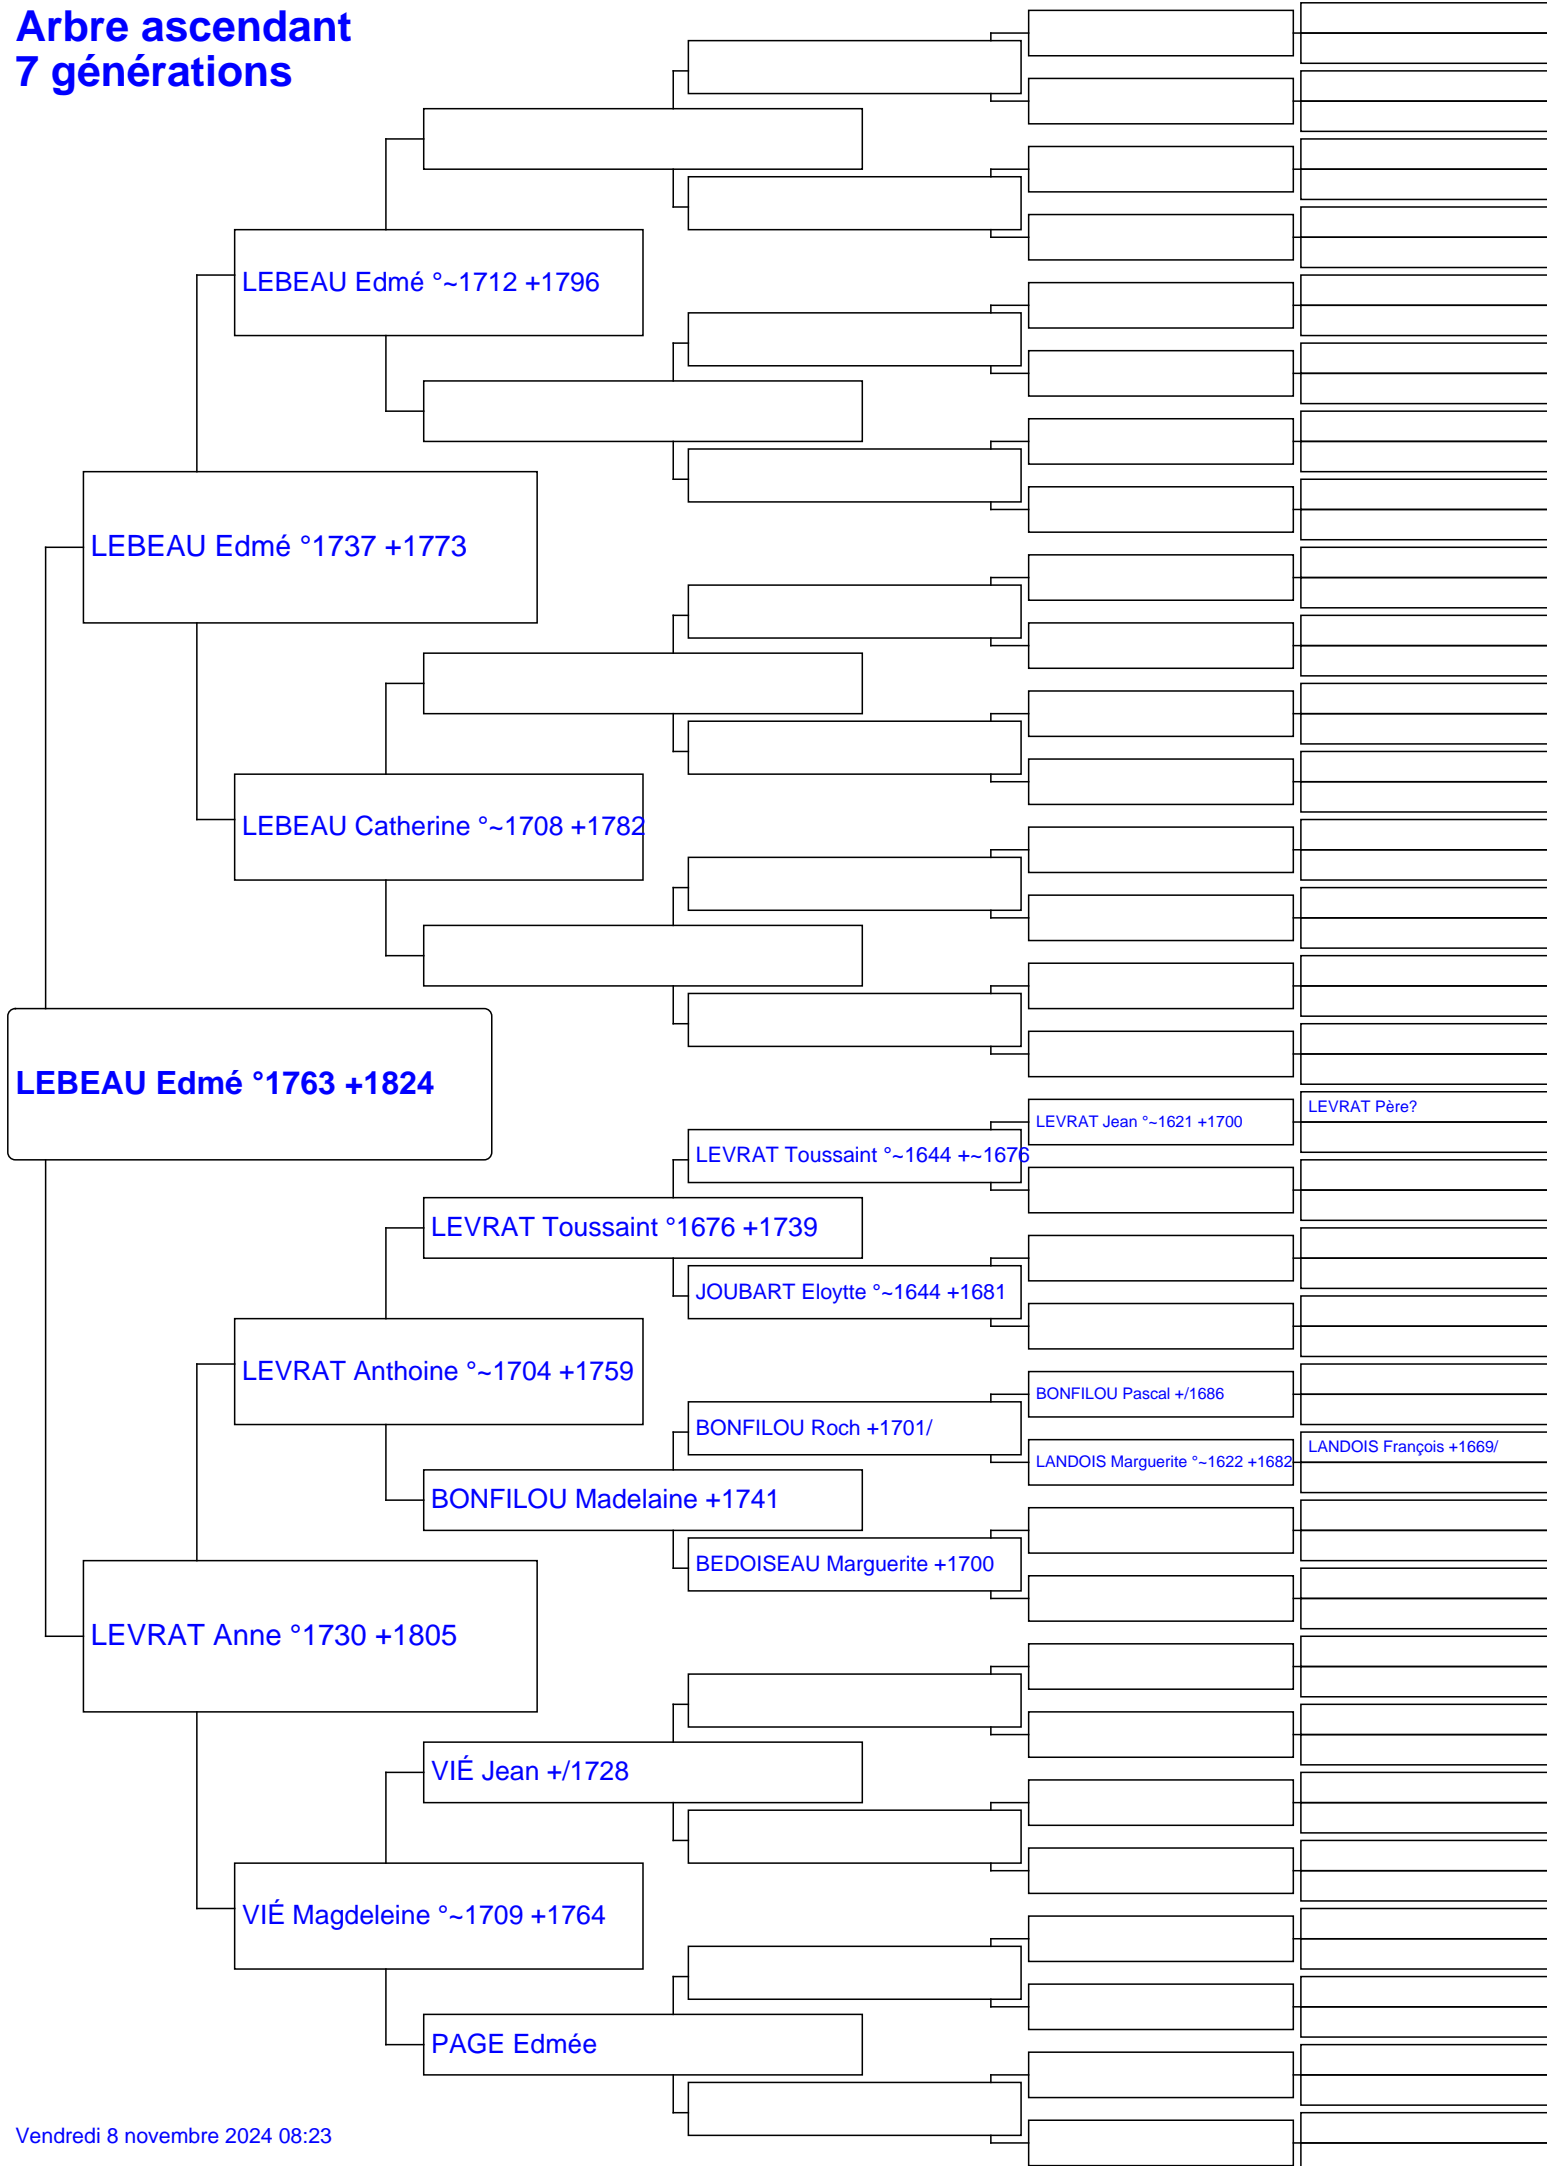 Arbre ascendant
7 générations
LEBEAU Edmé °~1712 +1796
LEBEAU Edmé °1737 +1773
LEBEAU Catherine °~1708 +1782
LEBEAU Edmé °1763 +1824
LEVRAT Père?
LEVRAT Jean °~1621 +1700
LEVRAT Toussaint °~1644 +~1676
LEVRAT Toussaint °1676 +1739
JOUBART Eloytte °~1644 +1681
LEVRAT Anthoine °~1704 +1759
BONFILOU Pascal +/1686
BONFILOU Roch +1701/
LANDOIS François +1669/
LANDOIS Marguerite °~1622 +1682
BONFILOU Madelaine +1741
BEDOISEAU Marguerite +1700
LEVRAT Anne °1730 +1805
VIÉ Jean +/1728
VIÉ Magdeleine °~1709 +1764
PAGE Edmée
Vendredi 8 novembre 2024 08:23